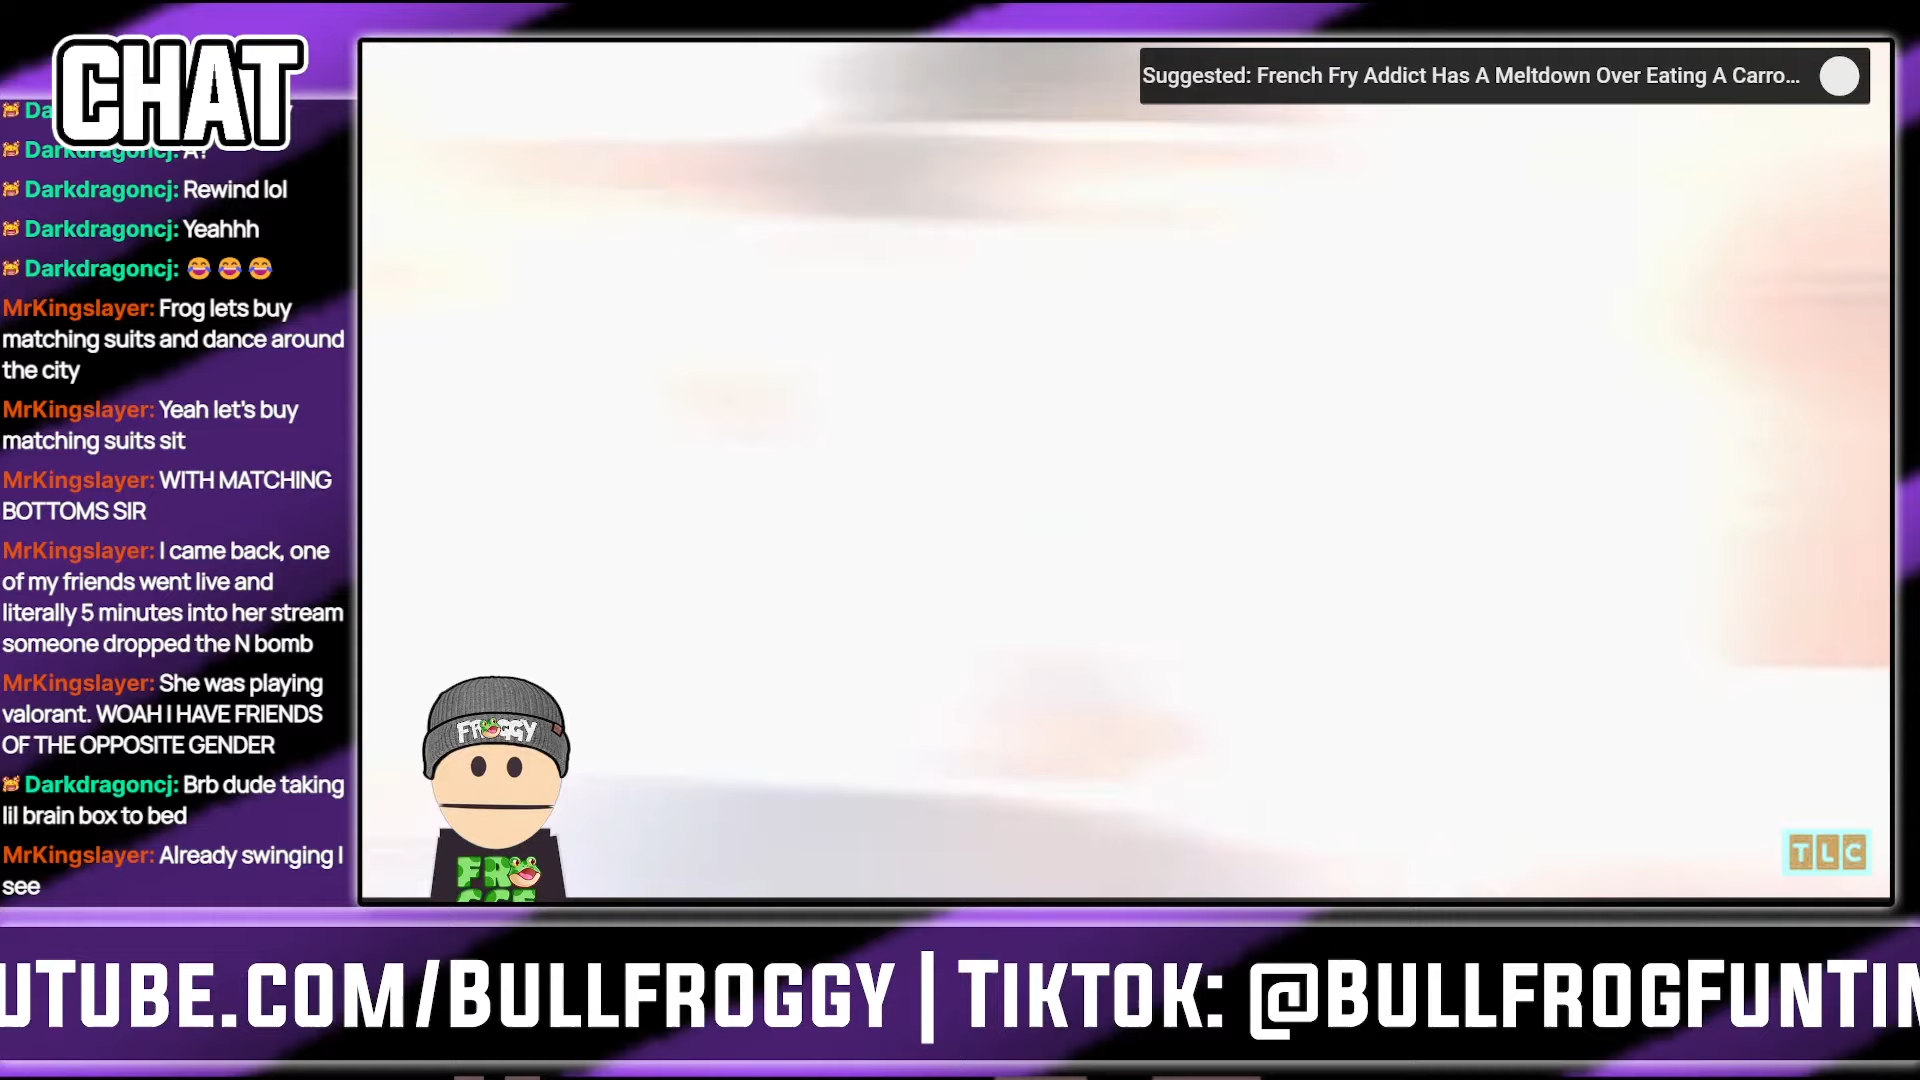 CHAT
Suggested: French Fry Addict Has A Meltdown Over Eating A Carro...
Da
Darkdragoncj: A?
Darkdragoncj: Rewind lol
Darkdragoncj: Yeahhh
Darkdragoncj: 😂 😂 😂
MrKingslayer: Frog lets buy
matching suits and dance around
the city
MrKingslayer: Yeah let's buy
matching suits sit
MrKingslayer: WITH MATCHING
BOTTOMS SIR
MrKingslayer: I came back, one
of my friends went live and
literally 5 minutes into her stream
someone dropped the N bomb
MrKingslayer: She was playing
valorant. WOAH I HAVE FRIENDS
OF THE OPPOSITE GENDER
Darkdragoncj: Brb dude taking
lil brain box to bed
MrKingslayer: Already swinging I
see
FROGGY
TLC
uTube.com/Bullfroggy | Tiktok: @BullfrogFunTim